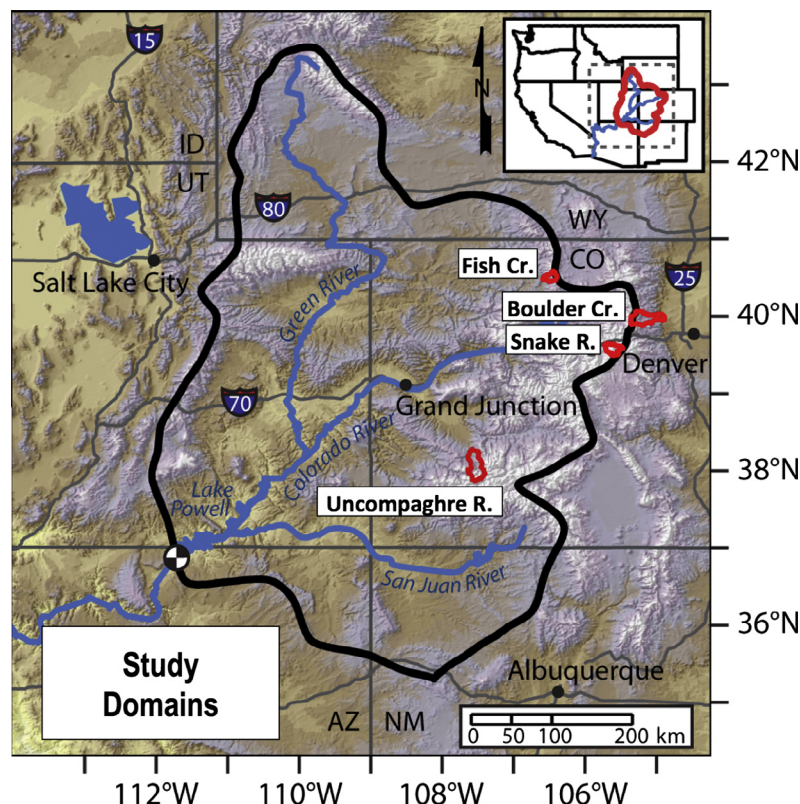 15
N
ID
UT
42°N
80
WY
CO
Fish Cr.
25
Salt Lake City
Green River
Boulder Cr.
40°N
Snake R.
Denver
70
Grand Junction
Colorado River
38°N
Lake
Powell
Uncompaghre R.
San Juan River
36°N
Study
Domains
Albuquerque
AZ
NM
0 50 100 200 km
112°W 110°W 108°W 106°W